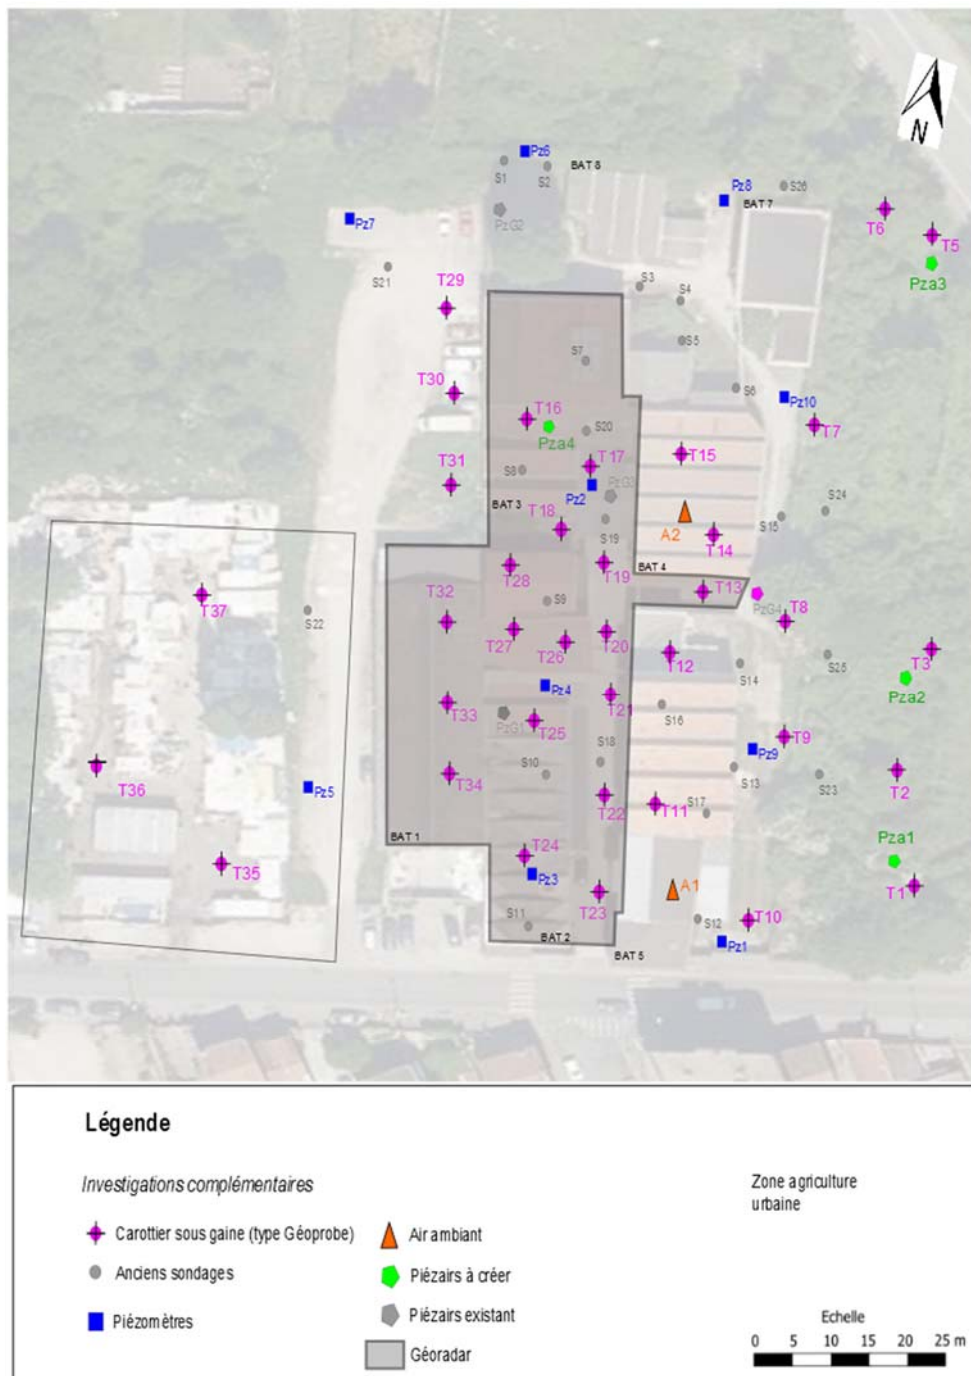 N
Pz6
S1
S2
BAT 8
S26
Pz8
BAT 7
T6
PzG2
Pz7
T5
S21
Pza3
S3
T29
S4
S5
S7
T30
S6
Pz10
T16
T7
Pza4
S20
T15
T17
T31
S8
PzG3
Pz2
S24
BAT 3
T18
S15
S19
A2
T14
BAT 4
T19
T28
T13
T37
T32
S9
PzG4
T8
S22
T27
T26
T20
T3
S25
T12
S14
Pz4
Pza2
T33
T21
PzG1
S16
T25
T9
S18
Pz9
T36
T34
S10
S13
S23
T2
Pz5
T22
T11
S17
BAT 1
T24
Pza1
T35
Pz3
A1
T1
T23
S11
S12
T10
BAT 2
Pz1
BAT 5
Légende
Investigations complémentaires
Carottier sous gaine (type Géoprobe)
Anciens sondages
Piézomètres
Air ambiant
Piézairs à créer
Piézairs existant
Géoradar
Zone agriculture
urbaine
Echelle
0 5 10 15 20 25 m